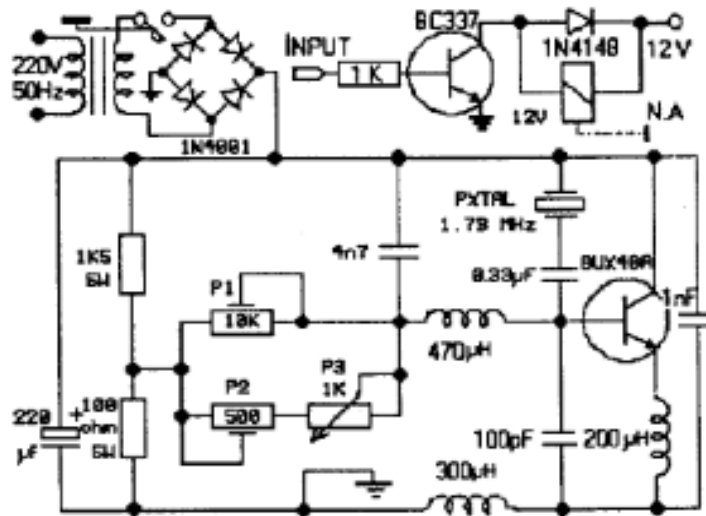 BC337
INPUT
1K
1N4148
12V
220V
50Hz
12V
N.A
1N4001
PXTAL
1.7B MHz
4n7
BUX48A
1K5
5W
P1
0.33µF
1nF
10K
470µH
P2
P3
1K
500
220
µf
+
100
ohm
5W
100pF
200µH
300µH